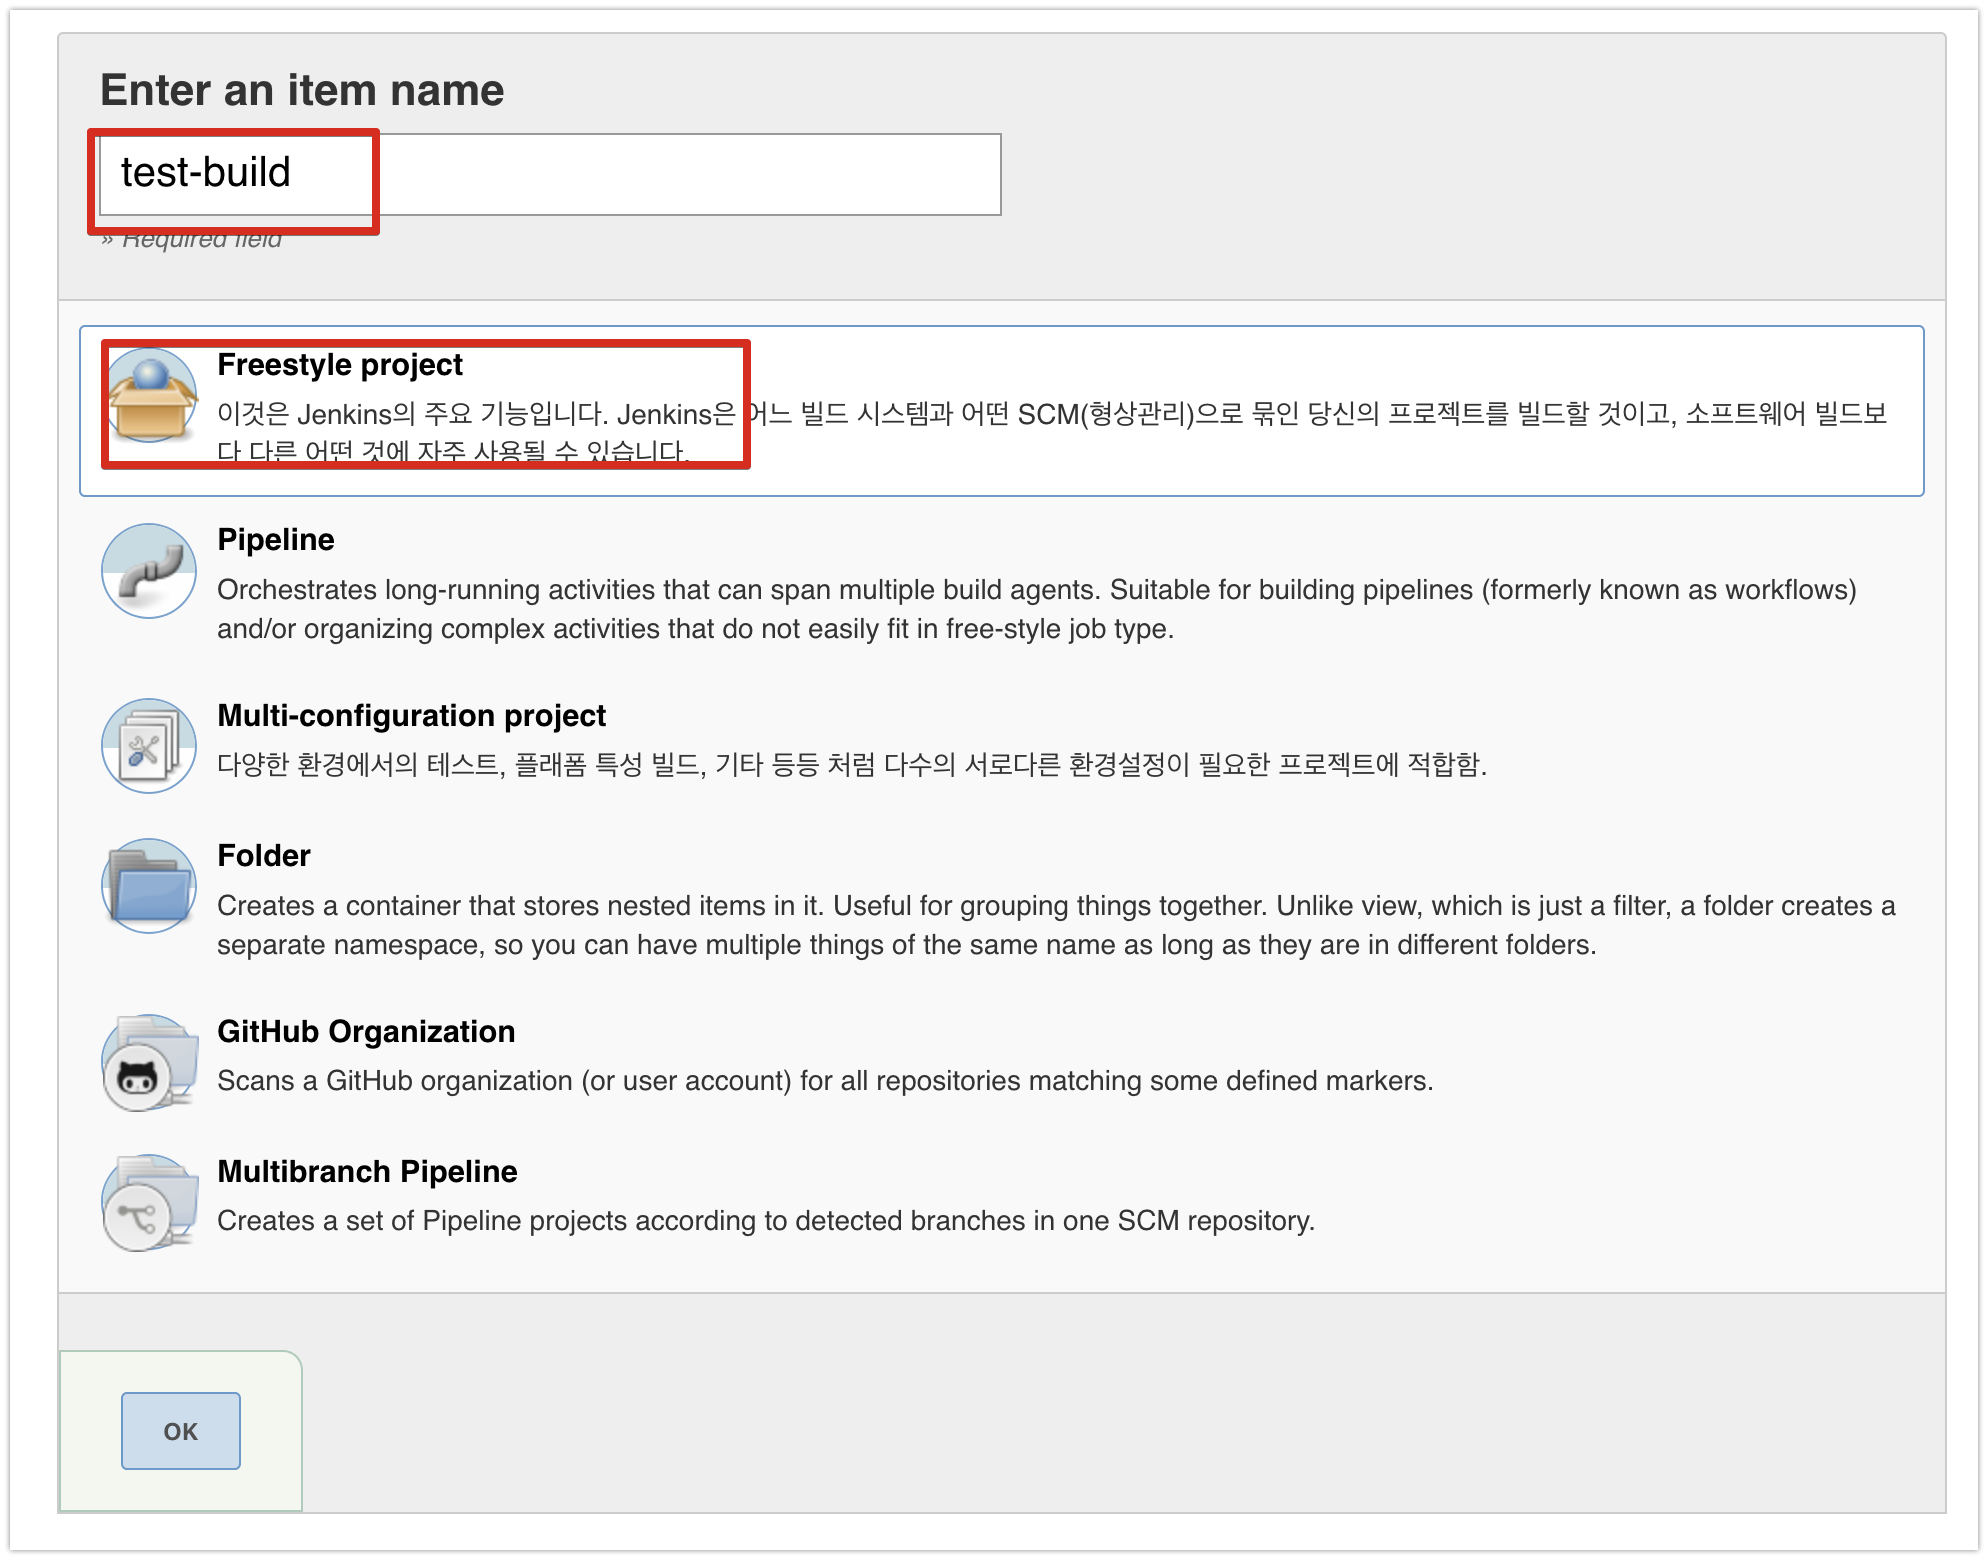 Enter an item name
test-build
» Required field
Freestyle project
이것은 Jenkins의 주요 기능입니다. Jenkins은 어느 빌드 시스템과 어떤 SCM(형상관리)으로 묶인 당신의 프로젝트를 빌드할 것이고, 소프트웨어 빌드보
다 다른 어떤 것에 자주 사용될 수 있습니다.
Pipeline
Orchestrates long-running activities that can span multiple build agents. Suitable for building pipelines (formerly known as workflows)
and/or organizing complex activities that do not easily fit in free-style job type.
Multi-configuration project
다양한 환경에서의 테스트, 플래폼 특성 빌드, 기타 등등 처럼 다수의 서로다른 환경설정이 필요한 프로젝트에 적합함.
Folder
Creates a container that stores nested items in it. Useful for grouping things together. Unlike view, which is just a filter, a folder creates a
separate namespace, so you can have multiple things of the same name as long as they are in different folders.
GitHub Organization
Scans a GitHub organization (or user account) for all repositories matching some defined markers.
Multibranch Pipeline
Creates a set of Pipeline projects according to detected branches in one SCM repository.
OK